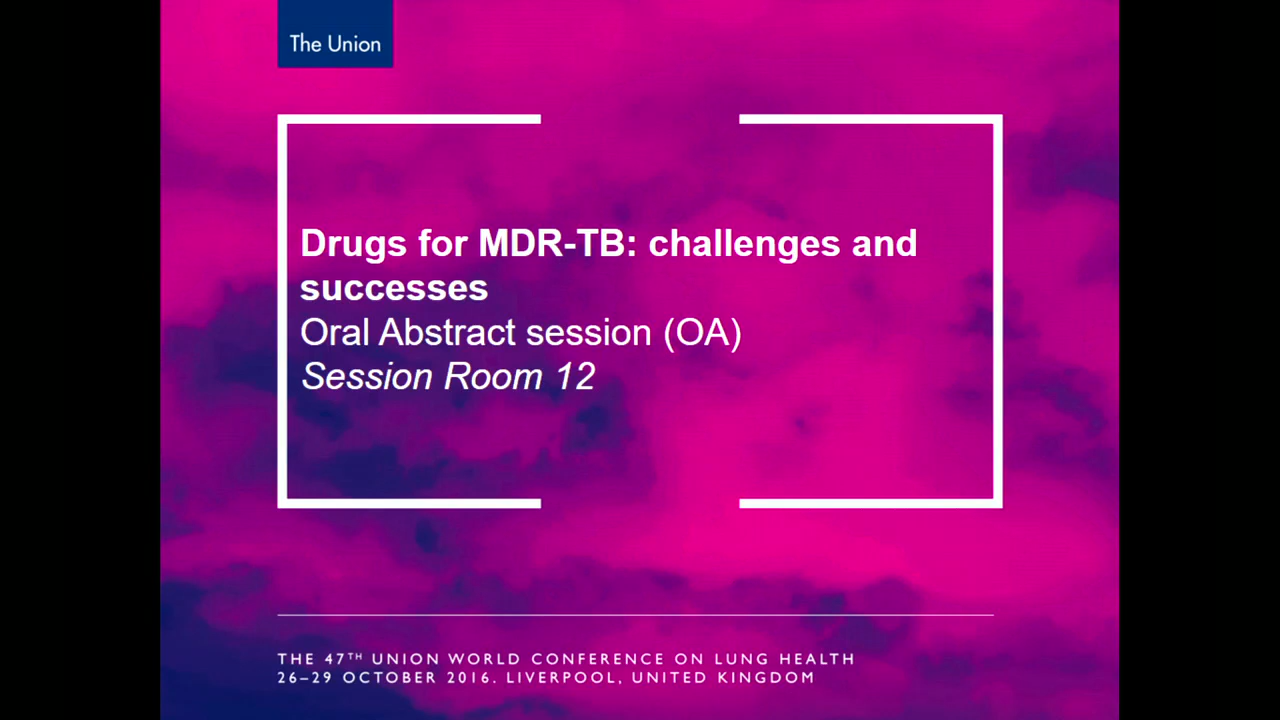 The Union
Drugs for MDR-TB: challenges and
successes
Oral Abstract session (OA)
Session Room 12
THE 47TH UNION WORLD CONFERENCE ON LUNG HEALTH
26–29 OCTOBER 2016. LIVERPOOL, UNITED KINGDOM